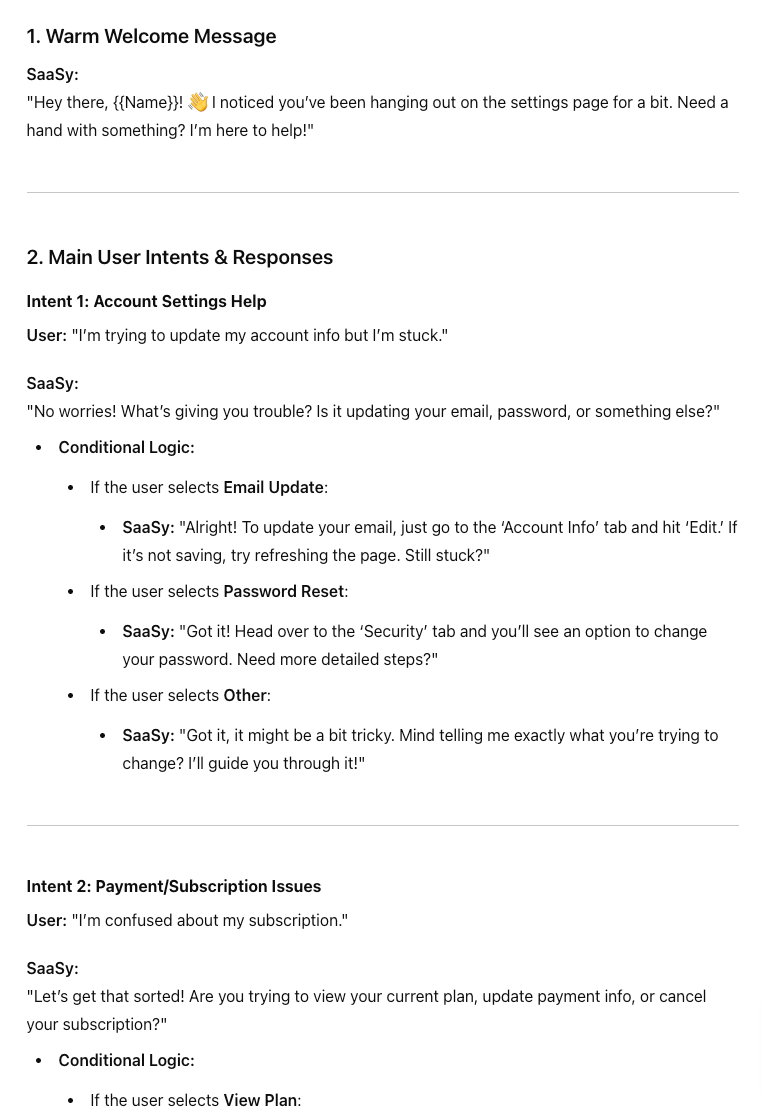 1. Warm Welcome Message
SaaSy:
"Hey there, {{Name}}! 👋 I noticed you’ve been hanging out on the settings page for a bit. Need a
hand with something? I’m here to help!"
2. Main User Intents & Responses
Intent 1: Account Settings Help
User: "I’m trying to update my account info but I’m stuck."
SaaSy:
"No worries! What’s giving you trouble? Is it updating your email, password, or something else?"
• Conditional Logic:
• If the user selects Email Update:
• SaaSy: "Alright! To update your email, just go to the ‘Account Info’ tab and hit ‘Edit.’ If
it’s not saving, try refreshing the page. Still stuck?"
• If the user selects Password Reset:
• SaaSy: "Got it! Head over to the ‘Security’ tab and you’ll see an option to change
your password. Need more detailed steps?"
• If the user selects Other:
• SaaSy: "Got it, it might be a bit tricky. Mind telling me exactly what you’re trying to
change? I’ll guide you through it!"
Intent 2: Payment/Subscription Issues
User: "I’m confused about my subscription."
SaaSy:
"Let’s get that sorted! Are you trying to view your current plan, update payment info, or cancel
your subscription?"
• Conditional Logic:
• If the user selects View Plan: